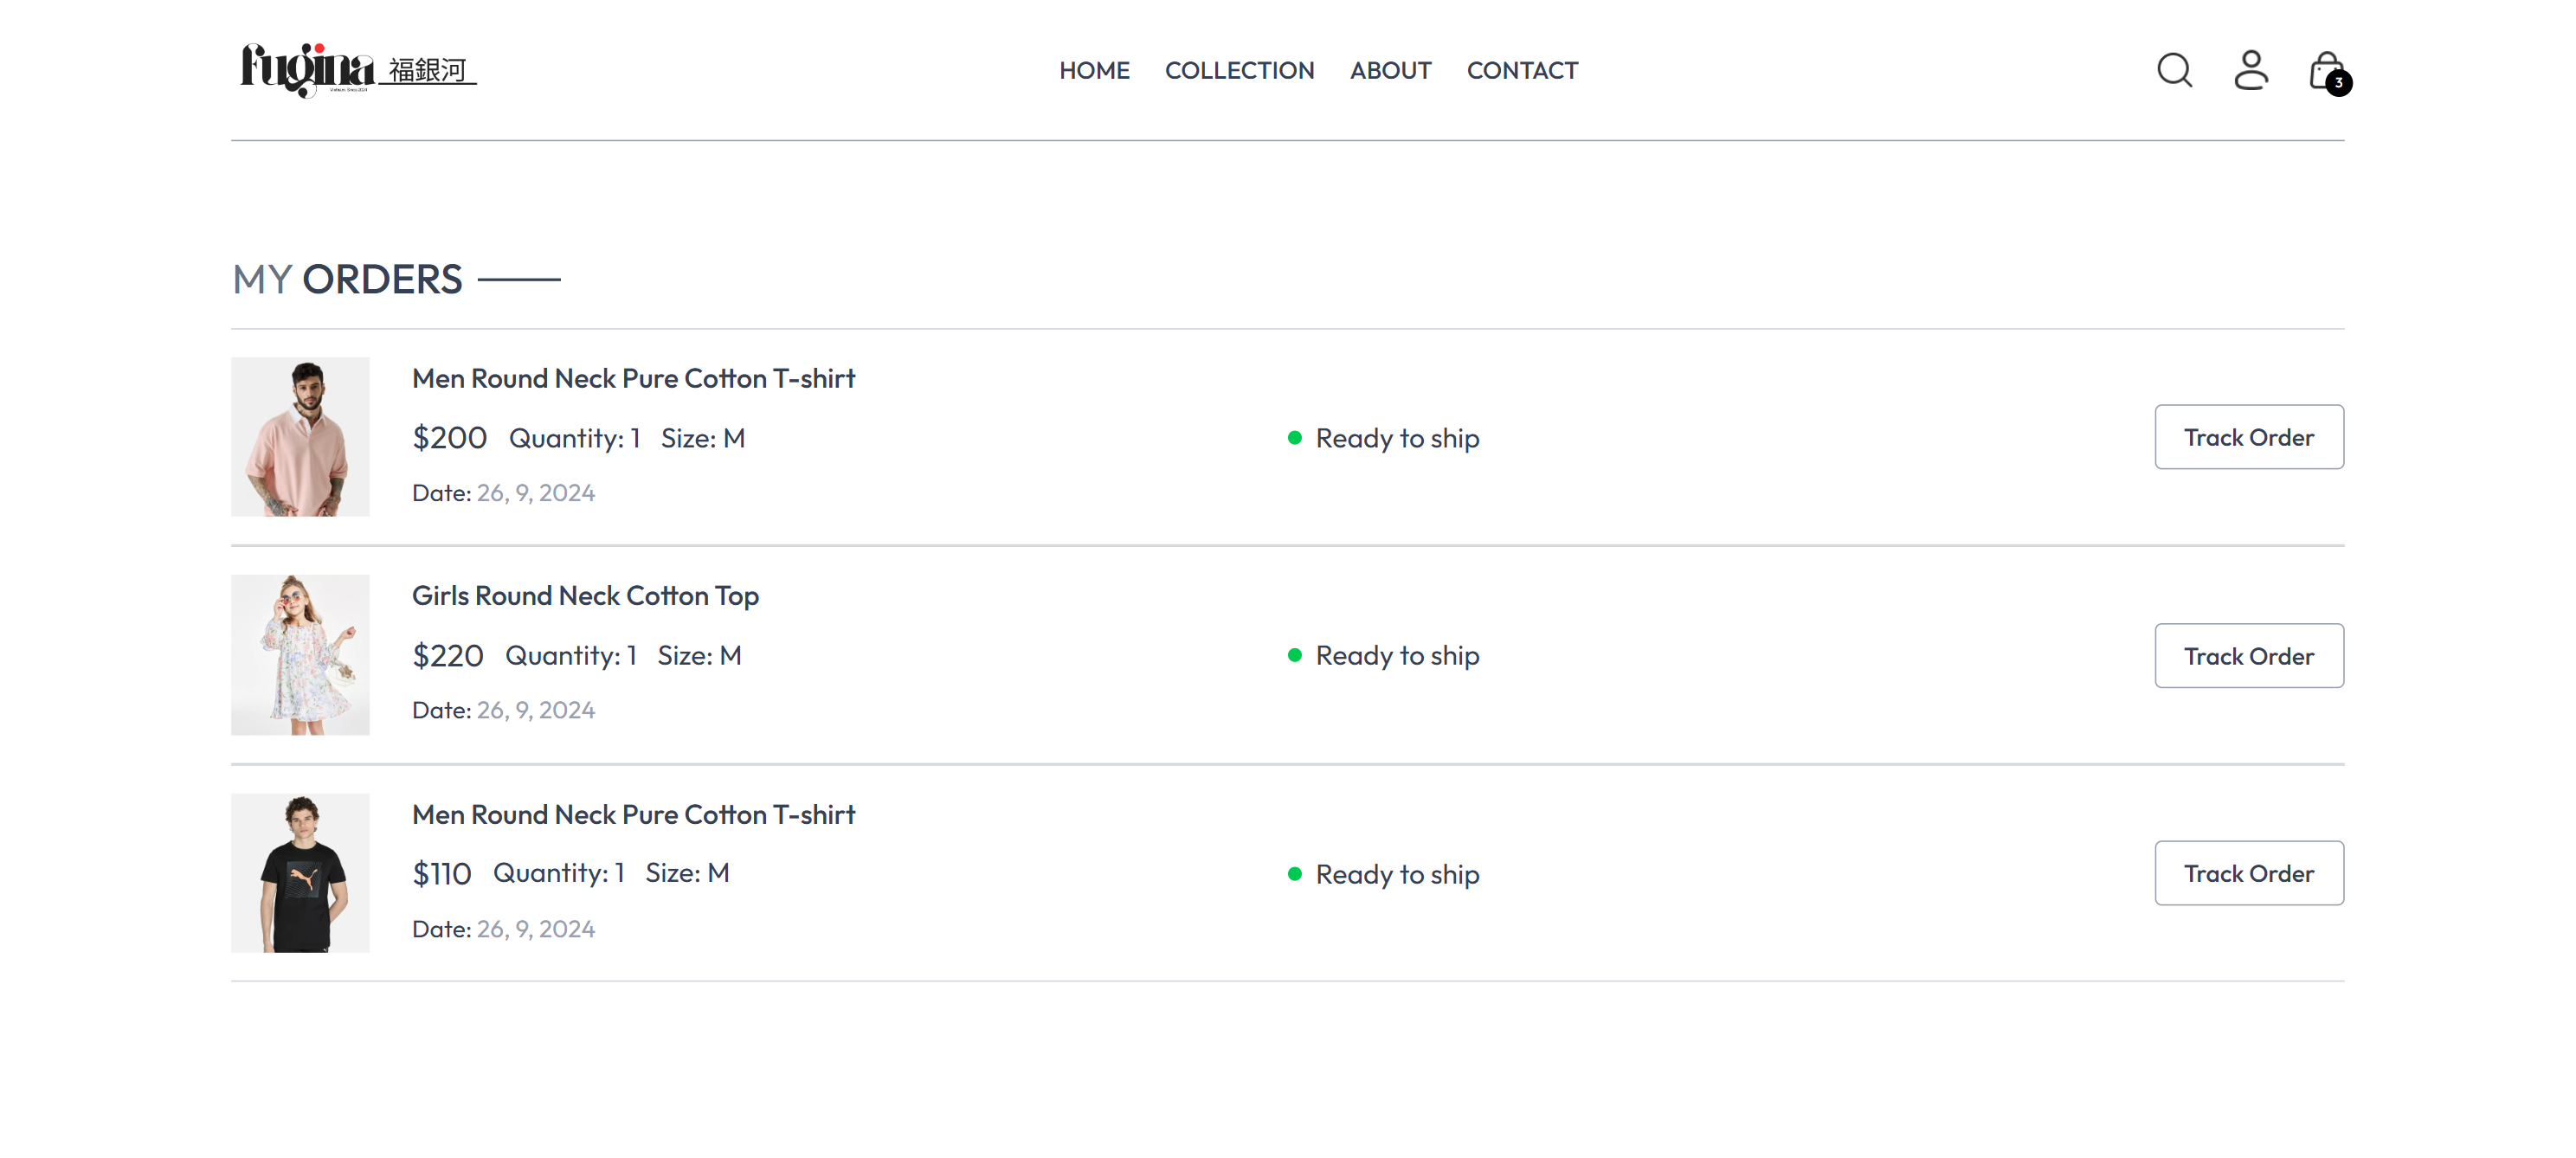 fugina 福銀河
HOME COLLECTION ABOUT CONTACT
3
MY ORDERS
Men Round Neck Pure Cotton T-shirt
$200 Quantity: 1 Size: M
Date: 26, 9, 2024
Ready to ship
Track Order
Girls Round Neck Cotton Top
$220 Quantity: 1 Size: M
Date: 26, 9, 2024
Ready to ship
Track Order
Men Round Neck Pure Cotton T-shirt
$110 Quantity: 1 Size: M
Date: 26, 9, 2024
Ready to ship
Track Order